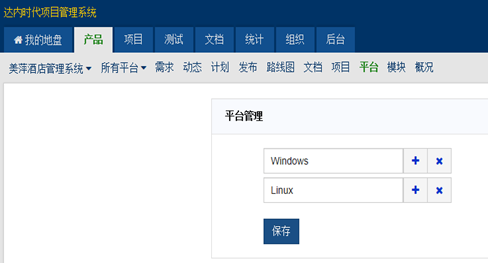 达内时代项目管理系统
我的地盘 产品 项目 测试 文档 统计 组织 后台
美萍酒店管理系统 所有平台 需求 动态 计划 发布 路线图 文档 项目 平台 模块 概况
平台管理
Windows
Linux
保存